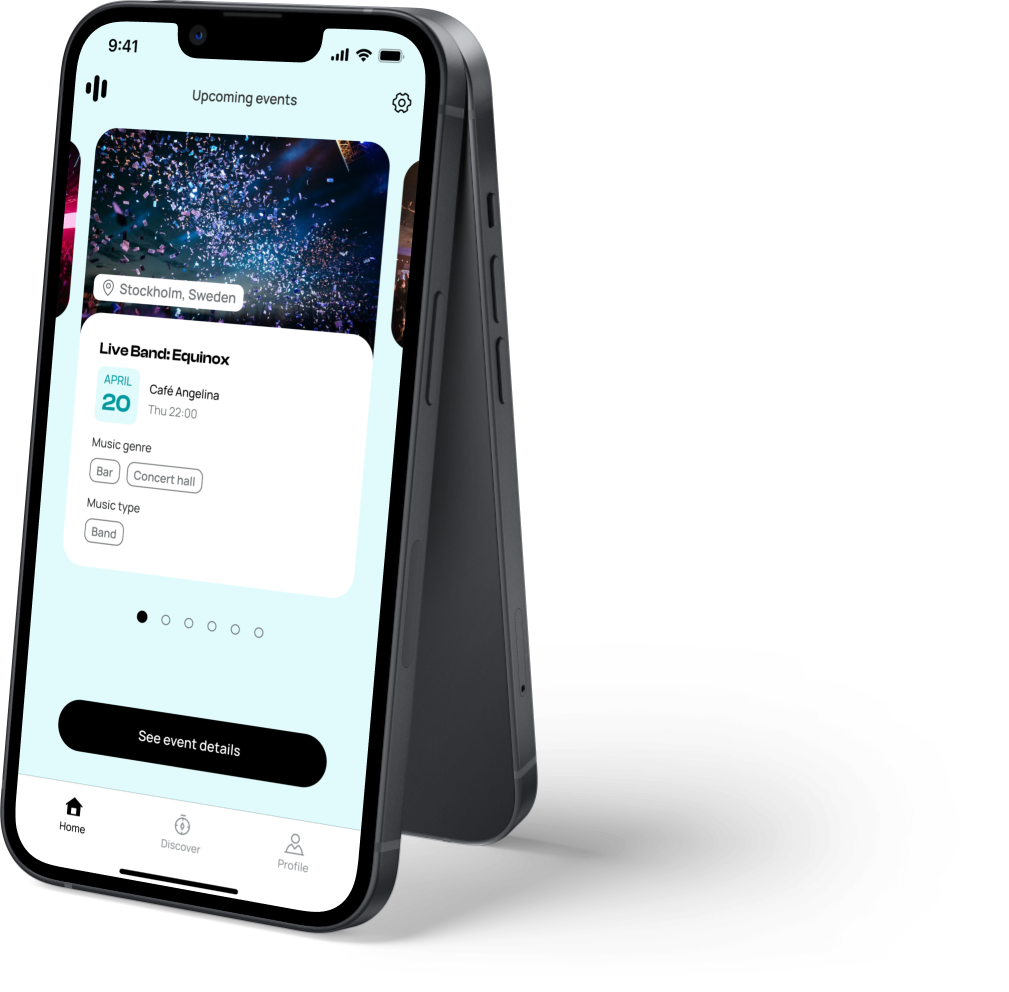 9:41
Upcoming events
Stockholm, Sweden
Live Band: Equinox
APRIL
20
Café Angelina
Thu 22:00
Music genre
Bar
Concert hall
Music type
Band
See event details
Home
Discover
Profile